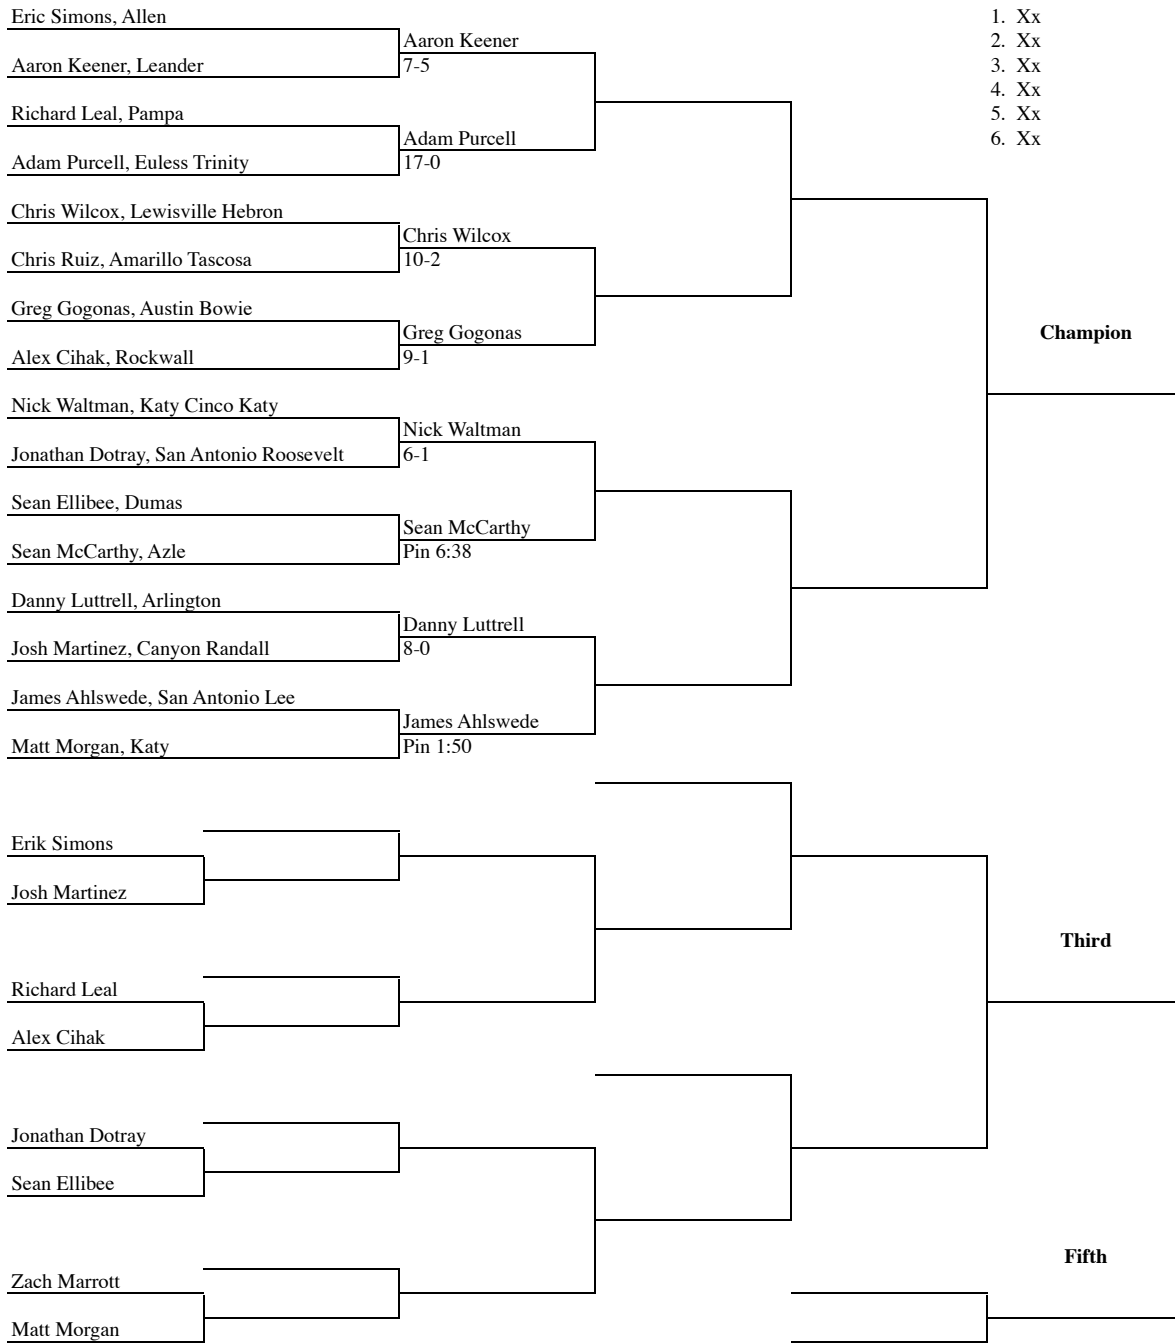 Eric Simons, Allen
1. Xx
2. Xx
3. Xx
4. Xx
5. Xx
6. Xx
Aaron Keener
Aaron Keener, Leander
7-5
Richard Leal, Pampa
Adam Purcell
Adam Purcell, Euless Trinity
17-0
Chris Wilcox, Lewisville Hebron
Chris Wilcox
Chris Ruiz, Amarillo Tascosa
10-2
Greg Gogonas, Austin Bowie
Greg Gogonas
Champion
Alex Cihak, Rockwall
9-1
Nick Waltman, Katy Cinco Katy
Nick Waltman
Jonathan Dotray, San Antonio Roosevelt
6-1
Sean Ellibee, Dumas
Sean McCarthy
Sean McCarthy, Azle
Pin 6:38
Danny Luttrell, Arlington
Danny Luttrell
Josh Martinez, Canyon Randall
8-0
James Ahlswede, San Antonio Lee
James Ahlswede
Matt Morgan, Katy
Pin 1:50
Erik Simons
Josh Martinez
Third
Richard Leal
Alex Cihak
Jonathan Dotray
Sean Ellibee
Fifth
Zach Marrott
Matt Morgan